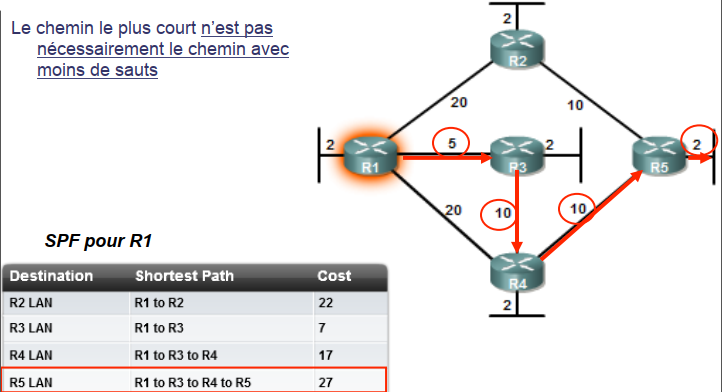 Le chemin le plus court n'est pas
nécessairement le chemin avec
moins de sauts
2
R2
20
10
2
R1
5
R3
2
R5
2
20
10
10
R4
2
SPF pour R1
Destination Shortest Path Cost
R2 LAN R1 to R2 22
R3 LAN R1 to R3 7
R4 LAN R1 to R3 to R4 17
R5 LAN R1 to R3 to R4 to R5 27